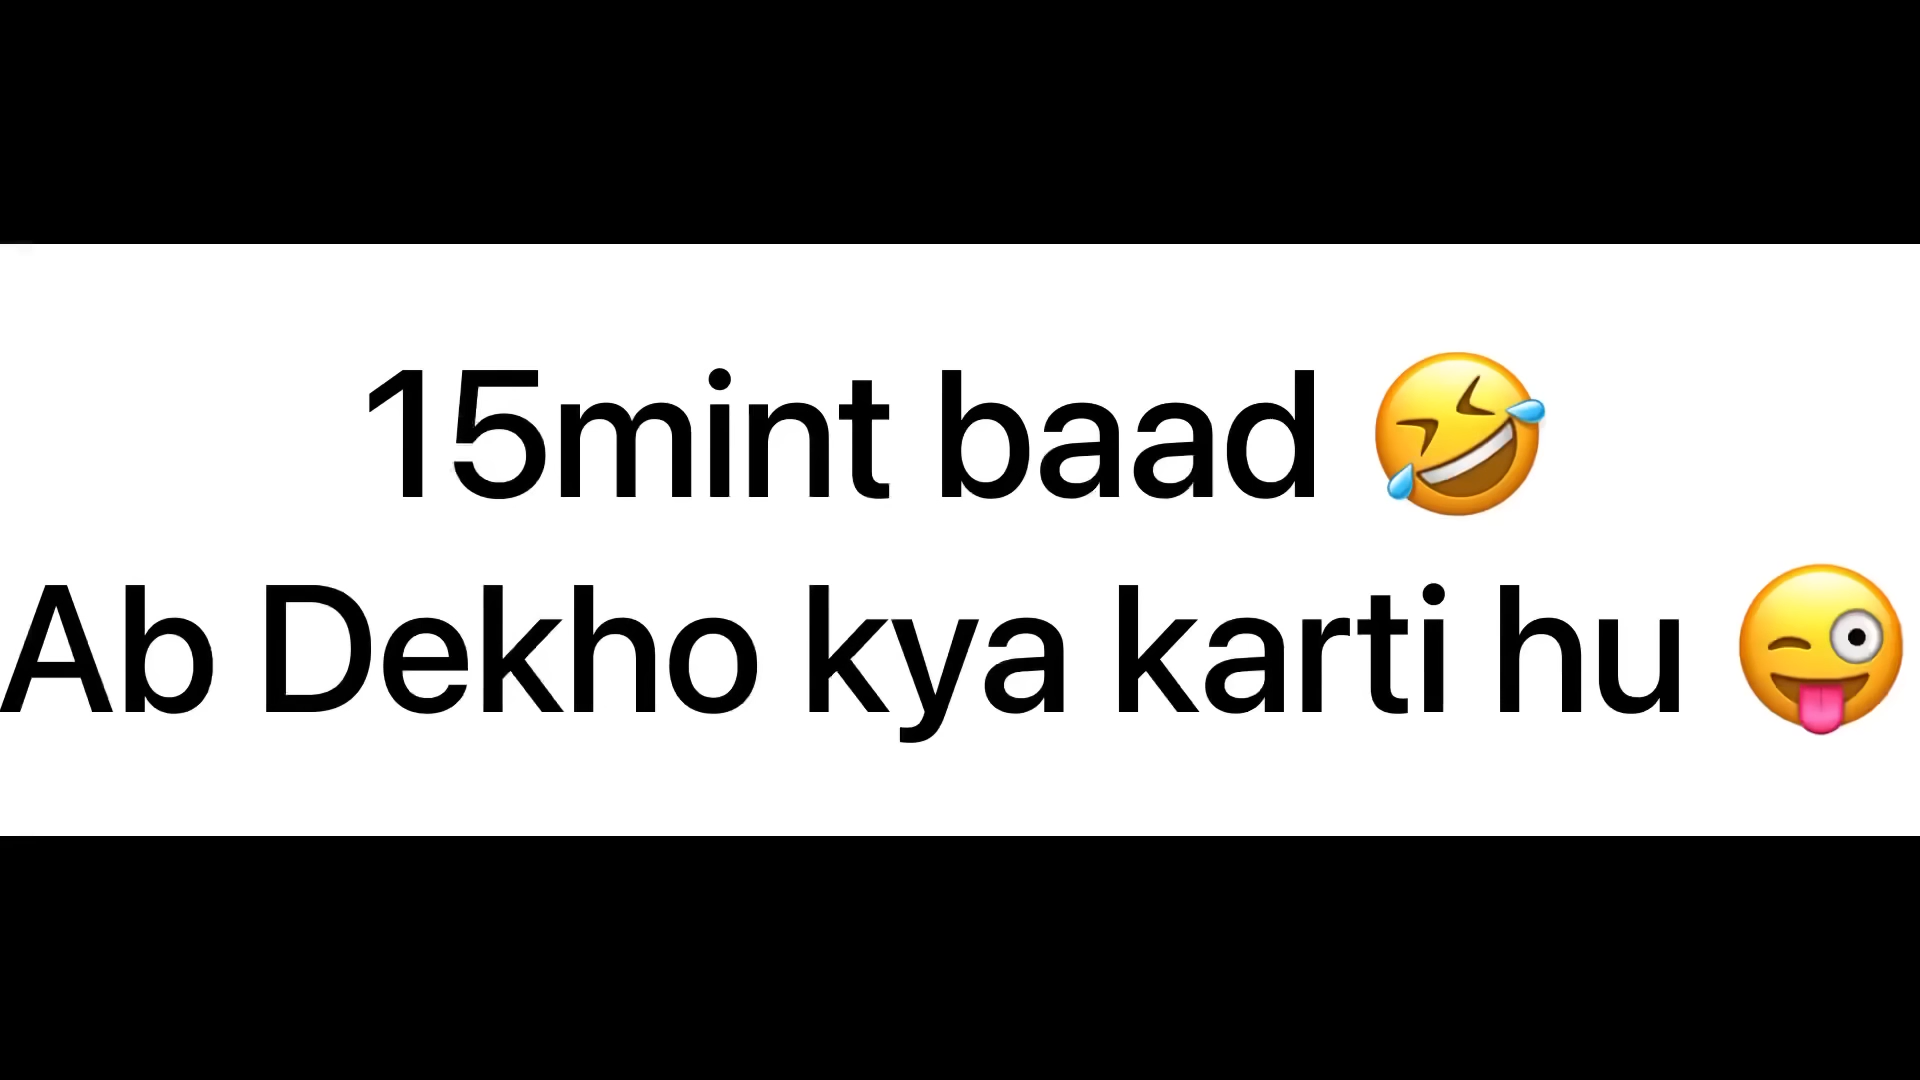 15mint baad 🤣
Ab Dekho kya karti hu 😜